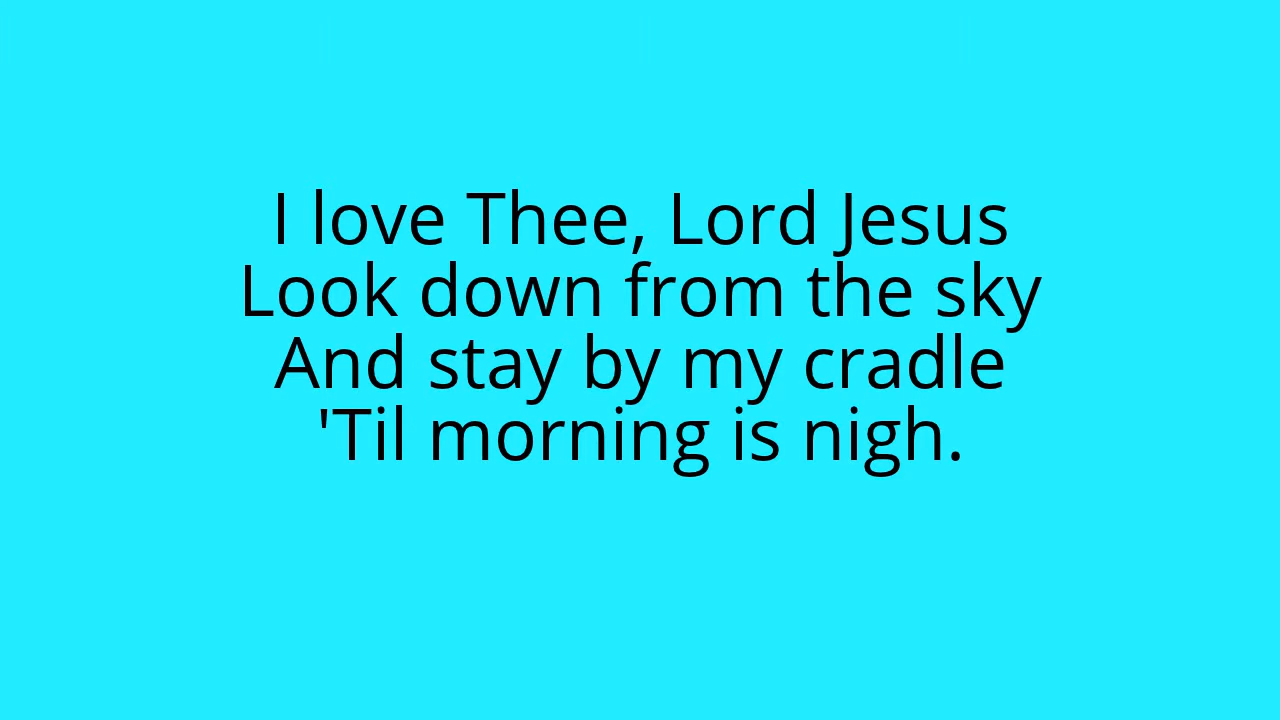 I love Thee, Lord Jesus
Look down from the sky
And stay by my cradle
'Til morning is nigh.